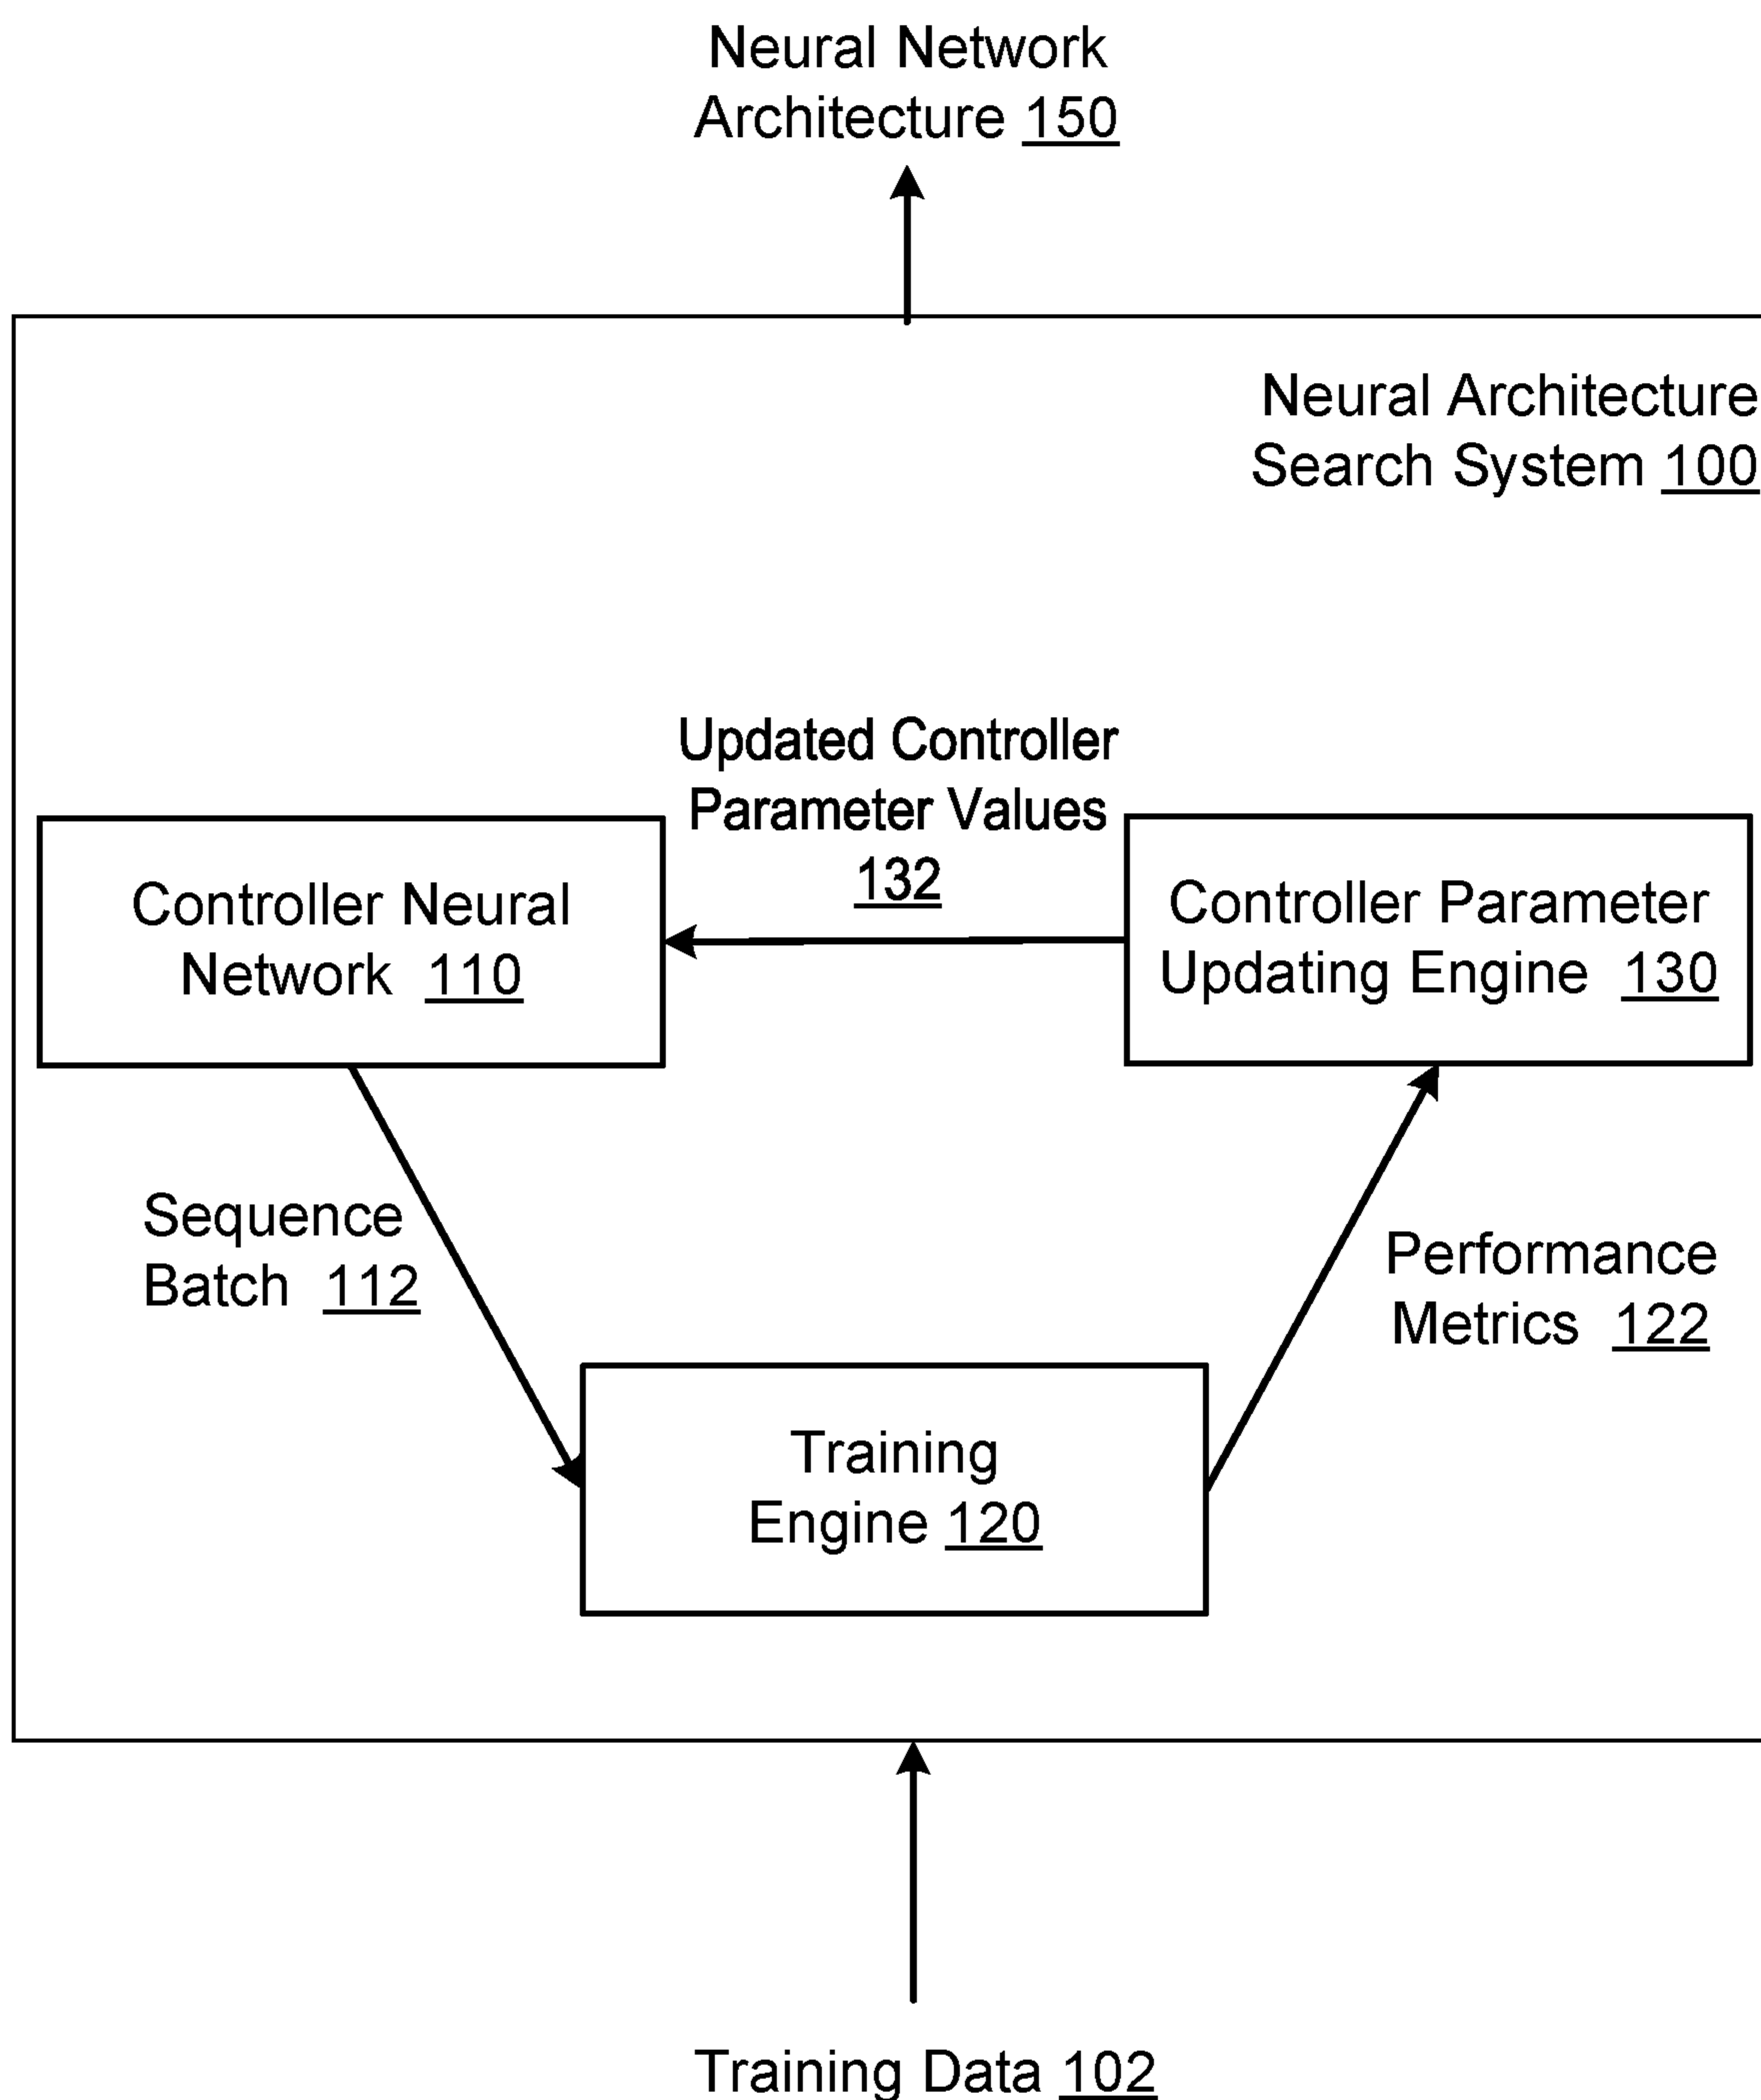 Neural Network
Architecture 150
Neural Architecture
Search System 100
Updated Controller
Parameter Values
132
Controller Neural
Network 110
Controller Parameter
Updating Engine 130
Sequence
Batch 112
Performance
Metrics 122
Training
Engine 120
Training Data 102